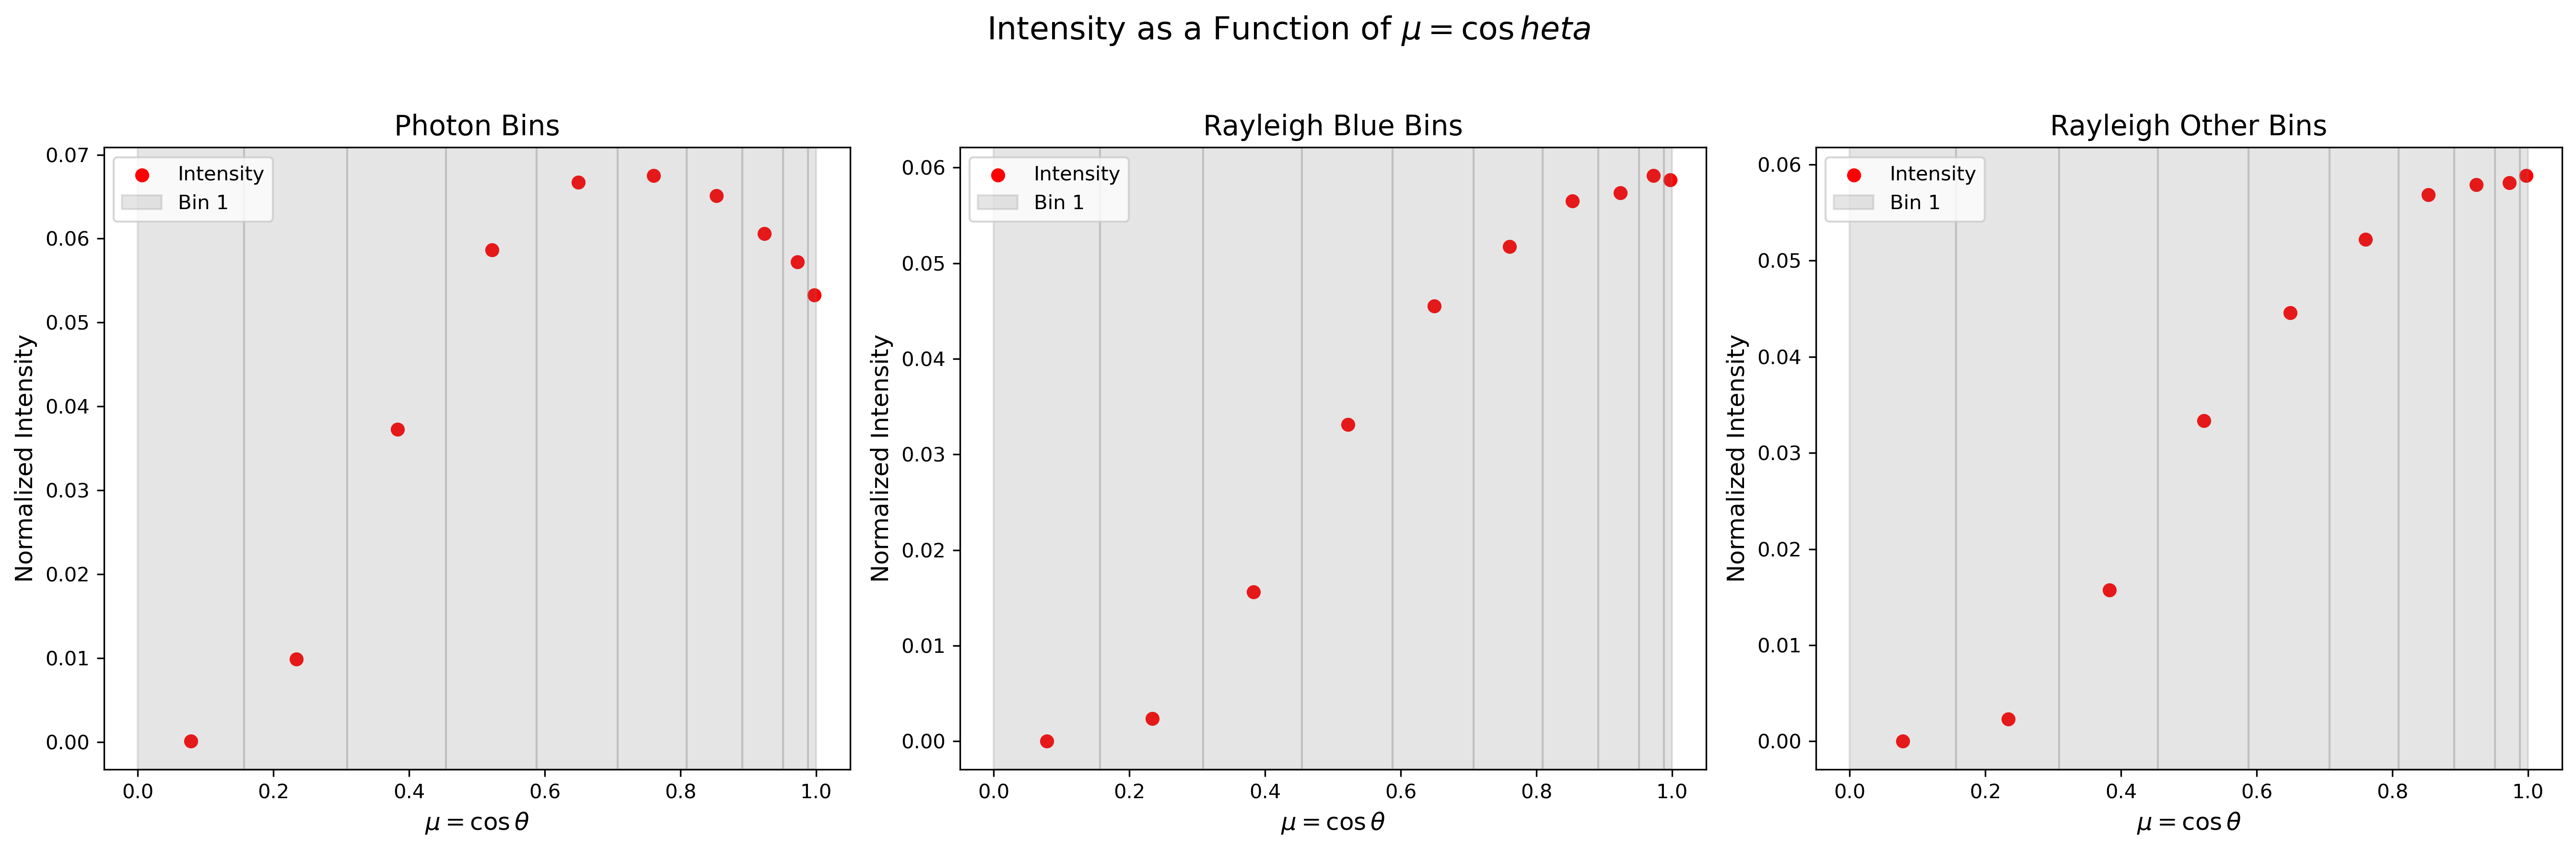 Intensity as a Function of μ = cos heta
Photon Bins
Intensity
Bin 1
Normalized Intensity
0.07
0.06
0.05
0.04
0.03
0.02
0.01
0.00
0.0 0.2 0.4 0.6 0.8 1.0
μ = cos θ
Rayleigh Blue Bins
Intensity
Bin 1
Normalized Intensity
0.06
0.05
0.04
0.03
0.02
0.01
0.00
0.0 0.2 0.4 0.6 0.8 1.0
μ = cos θ
Rayleigh Other Bins
Intensity
Bin 1
Normalized Intensity
0.06
0.05
0.04
0.03
0.02
0.01
0.00
0.0 0.2 0.4 0.6 0.8 1.0
μ = cos θ